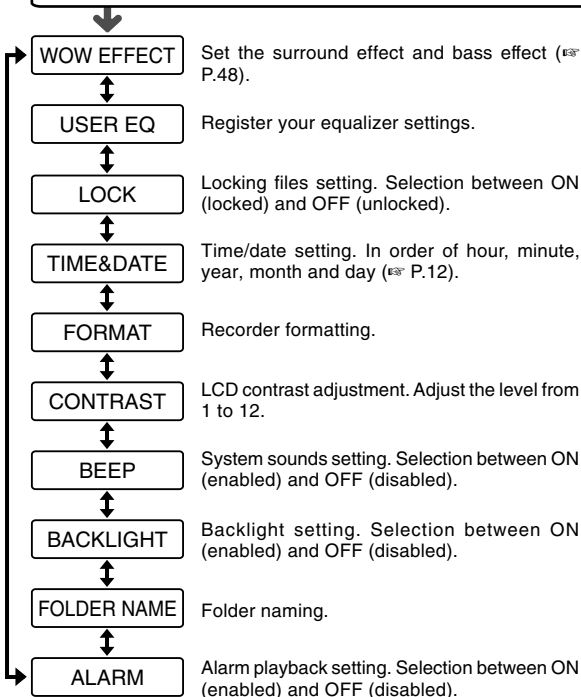 WOW EFFECT
Set the surround effect and bass effect (☞
P.48).
USER EQ
Register your equalizer settings.
LOCK
Locking files setting. Selection between ON
(locked) and OFF (unlocked).
TIME&DATE
Time/date setting. In order of hour, minute,
year, month and day (☞ P.12).
FORMAT
Recorder formatting.
CONTRAST
LCD contrast adjustment. Adjust the level from
1 to 12.
BEEP
System sounds setting. Selection between ON
(enabled) and OFF (disabled).
BACKLIGHT
Backlight setting. Selection between ON
(enabled) and OFF (disabled).
FOLDER NAME
Folder naming.
ALARM
Alarm playback setting. Selection between ON
(enabled) and OFF (disabled).